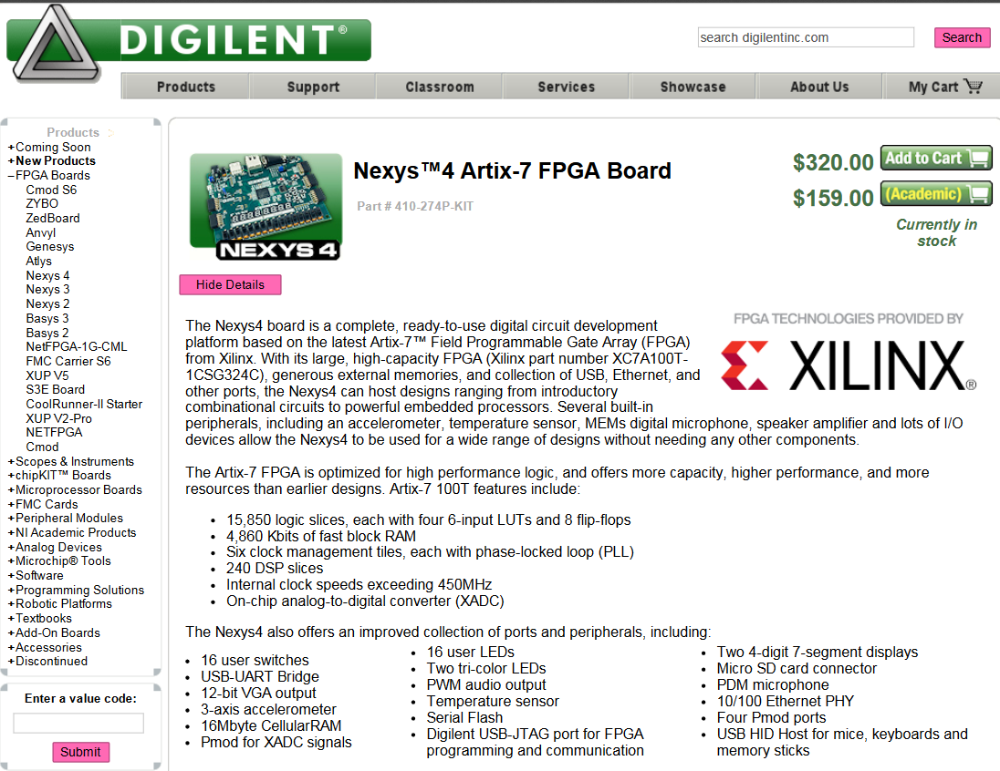 DIGILENT®
search digilentinc.com
Search
Products
Support
Classroom
Services
Showcase
About Us
My Cart
Products
+Coming Soon
+New Products
–FPGA Boards
Cmod S6
ZYBO
ZedBoard
Anvyl
Genesys
Atlys
Nexys 4
Nexys 3
Nexys 2
Basys 3
Basys 2
NetFPGA-1G-CML
FMC Carrier S6
XUP V5
S3E Board
CoolRunner-II Starter
XUP V2-Pro
NETFPGA
Cmod
+Scopes & Instruments
+chipKIT™ Boards
+Microprocessor Boards
+FMC Cards
+Peripheral Modules
+NI Academic Products
+Analog Devices
+Microchip® Tools
+Software
+Programming Solutions
+Robotic Platforms
+Textbooks
+Add-On Boards
+Accessories
+Discontinued
Enter a value code:
Submit
NEXYS 4
Nexys™4 Artix-7 FPGA Board
Part # 410-274P-KIT
$320.00 Add to Cart
$159.00 (Academic)
Currently in
stock
Hide Details
FPGA TECHNOLOGIES PROVIDED BY
XILINX®
The Nexys4 board is a complete, ready-to-use digital circuit development
platform based on the latest Artix-7™ Field Programmable Gate Array (FPGA)
from Xilinx. With its large, high-capacity FPGA (Xilinx part number XC7A100T-
1CSG324C), generous external memories, and collection of USB, Ethernet, and
other ports, the Nexys4 can host designs ranging from introductory
combinational circuits to powerful embedded processors. Several built-in
peripherals, including an accelerometer, temperature sensor, MEMs digital microphone, speaker amplifier and lots of I/O
devices allow the Nexys4 to be used for a wide range of designs without needing any other components.
The Artix-7 FPGA is optimized for high performance logic, and offers more capacity, higher performance, and more
resources than earlier designs. Artix-7 100T features include:
• 15,850 logic slices, each with four 6-input LUTs and 8 flip-flops
• 4,860 Kbits of fast block RAM
• Six clock management tiles, each with phase-locked loop (PLL)
• 240 DSP slices
• Internal clock speeds exceeding 450MHz
• On-chip analog-to-digital converter (XADC)
The Nexys4 also offers an improved collection of ports and peripherals, including:
• 16 user switches
• USB-UART Bridge
• 12-bit VGA output
• 3-axis accelerometer
• 16Mbyte CellularRAM
• Pmod for XADC signals
• 16 user LEDs
• Two tri-color LEDs
• PWM audio output
• Temperature sensor
• Serial Flash
• Digilent USB-JTAG port for FPGA
programming and communication
• Two 4-digit 7-segment displays
• Micro SD card connector
• PDM microphone
• 10/100 Ethernet PHY
• Four Pmod ports
• USB HID Host for mice, keyboards and
memory sticks